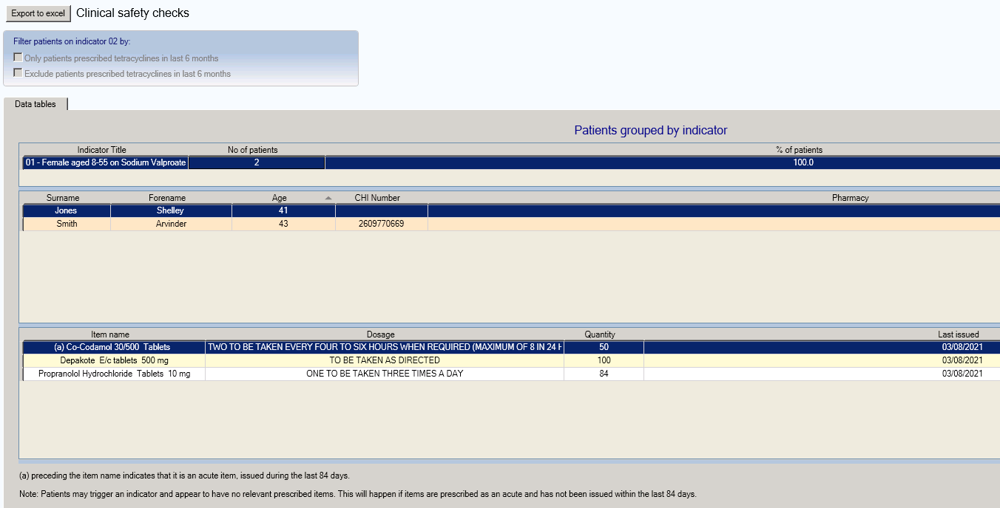 Export to excel Clinical safety checks
Filter patients on indicator 02 by:
Only patients prescribed tetracyclines in last 6 months
Exclude patients prescribed tetracyclines in last 6 months
Data tables
Patients grouped by indicator
Indicator Title No of patients % of patients
01 - Female aged 8-55 on Sodium Valproate 2 100.0
Surname Forename Age CHI Number Pharmacy
Jones Shelley 41
Smith Arvinder 43 2609770669
Item name Dosage Quantity Last issued
(a) Co-Codamol 30/500 Tablets TWO TO BE TAKEN EVERY FOUR TO SIX HOURS WHEN REQUIRED (MAXIMUM OF 8 IN 24 50 03/08/2021
Depakote E/c tablets 500 mg TO BE TAKEN AS DIRECTED 100 03/08/2021
Propranolol Hydrochloride Tablets 10 mg ONE TO BE TAKEN THREE TIMES A DAY 84 03/08/2021
(a) preceding the item name indicates that it is an acute item, issued during the last 84 days.
Note: Patients may trigger an indicator and appear to have no relevant prescribed items. This will happen if items are prescribed as an acute and has not been issued within the last 84 days.